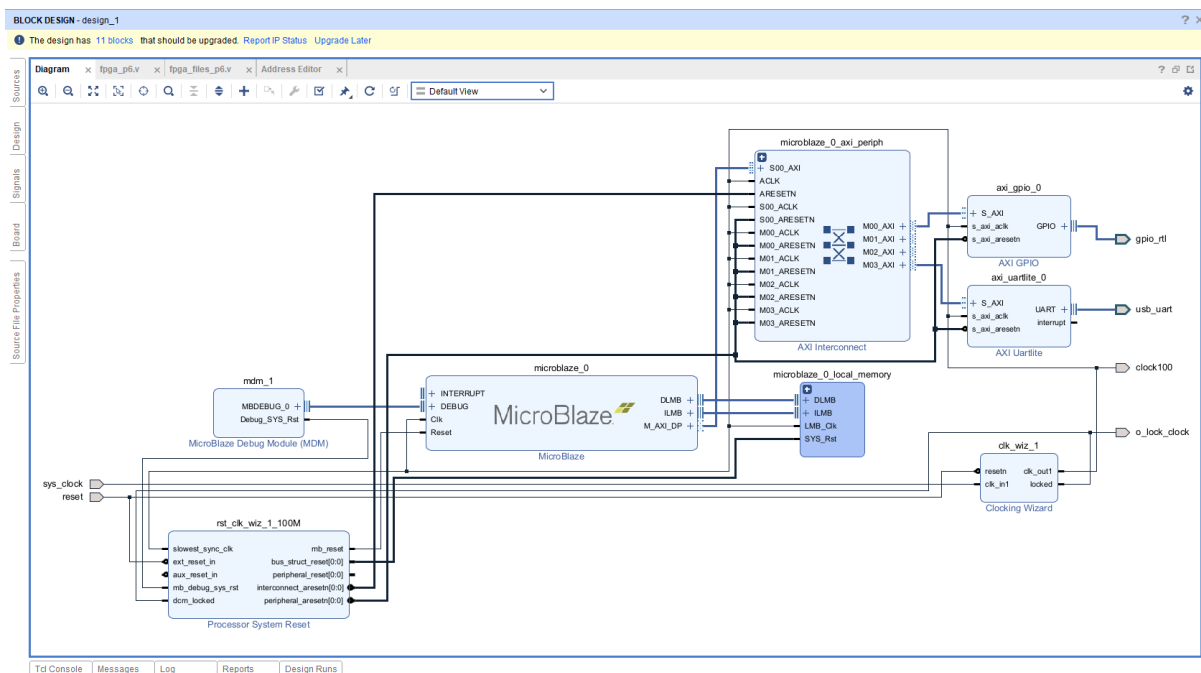 BLOCK DESIGN - design_1
The design has 11 blocks that should be upgraded. Report IP Status Upgrade Later
Diagram fpga_p6.v fpga_files_p6.v Address Editor
Default View
Sources
Design
Signals
Board
Source File Properties
microblaze_0_axi_periph
S00_AXI
ACLK
ARESETN
S00_ACLK
S00_ARESETN
M00_ACLK
M00_ARESETN
M01_ACLK
M01_ARESETN
M02_ACLK
M02_ARESETN
M03_ACLK
M03_ARESETN
M00_AXI
M01_AXI
M02_AXI
M03_AXI
AXI Interconnect
axi_gpio_0
S_AXI
s_axi_aclk
s_axi_aresetn
GPIO
AXI GPIO
gpio_rtl
axi_uartlite_0
S_AXI
s_axi_aclk
s_axi_aresetn
UART
interrupt
AXI Uartlite
usb_uart
clock100
o_lock_clock
mdm_1
MBDEBUG_0
Debug_SYS_Rst
MicroBlaze Debug Module (MDM)
microblaze_0
INTERRUPT
DEBUG
Clk
Reset
MicroBlaze
DLMB
ILMB
M_AXI_DP
MicroBlaze
microblaze_0_local_memory
DLMB
ILMB
LMB_Clk
SYS_Rst
clk_wiz_1
resetn
clk_in1
clk_out1
locked
Clocking Wizard
sys_clock
reset
rst_clk_wiz_1_100M
slowest_sync_clk
ext_reset_in
aux_reset_in
mb_debug_sys_rst
dcm_locked
mb_reset
bus_struct_reset[0:0]
peripheral_reset[0:0]
interconnect_aresetn[0:0]
peripheral_aresetn[0:0]
Processor System Reset
Tcl Console Messages Log Reports Design Runs